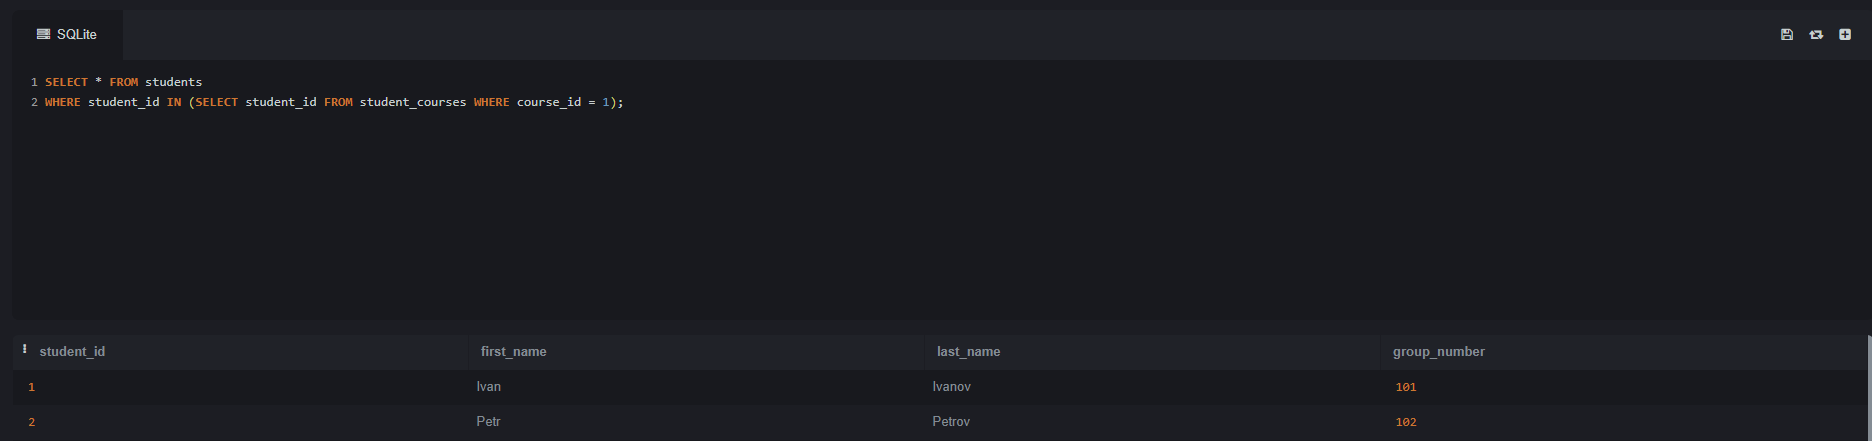 SQLite
1 SELECT * FROM students
2 WHERE student_id IN (SELECT student_id FROM student_courses WHERE course_id = 1);
student_id first_name last_name group_number
1 Ivan Ivanov 101
2 Petr Petrov 102